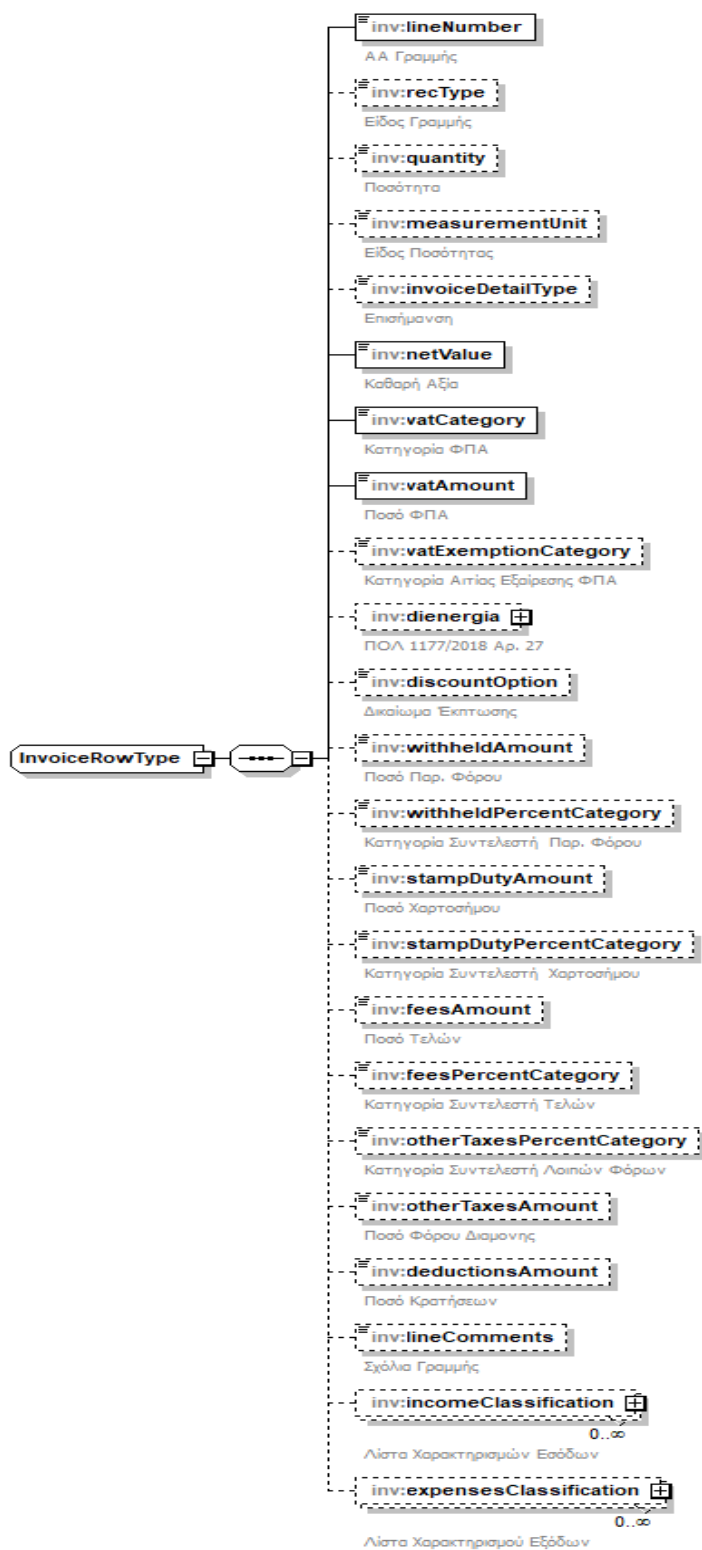 inv:lineNumber
ΑΑ Γραμμής
inv:recType
Είδος Γραμμής
inv:quantity
Ποσότητα
inv:measurementUnit
Είδος Ποσότητας
inv:invoiceDetailType
Επισήμανση
inv:netValue
Καθαρή Αξία
inv:vatCategory
Κατηγορία ΦΠΑ
inv:vatAmount
Ποσό ΦΠΑ
inv:vatExemptionCategory
Κατηγορία Αιτίας Εξαίρεσης ΦΠΑ
inv:dienergia
ΠΟΛ 1177/2018 Αρ. 27
inv:discountOption
Δικαίωμα Έκπτωσης
InvoiceRowType
inv:withheldAmount
Ποσό Παρ. Φόρου
inv:withheldPercentCategory
Κατηγορία Συντελεστή Παρ. Φόρου
inv:stampDutyAmount
Ποσό Χαρτοσήμου
inv:stampDutyPercentCategory
Κατηγορία Συντελεστή Χαρτοσήμου
inv:feesAmount
Ποσό Τελών
inv:feesPercentCategory
Κατηγορία Συντελεστή Τελών
inv:otherTaxesPercentCategory
Κατηγορία Συντελεστή Λοιπών Φόρων
inv:otherTaxesAmount
Ποσό Φόρου Διαμονης
inv:deductionsAmount
Ποσό Κρατήσεων
inv:lineComments
Σχόλια Γραμμής
inv:incomeClassification
0..∞
Λίστα Χαρακτηρισμών Εσόδων
inv:expensesClassification
0..∞
Λίστα Χαρακτηρισμού Εξόδων